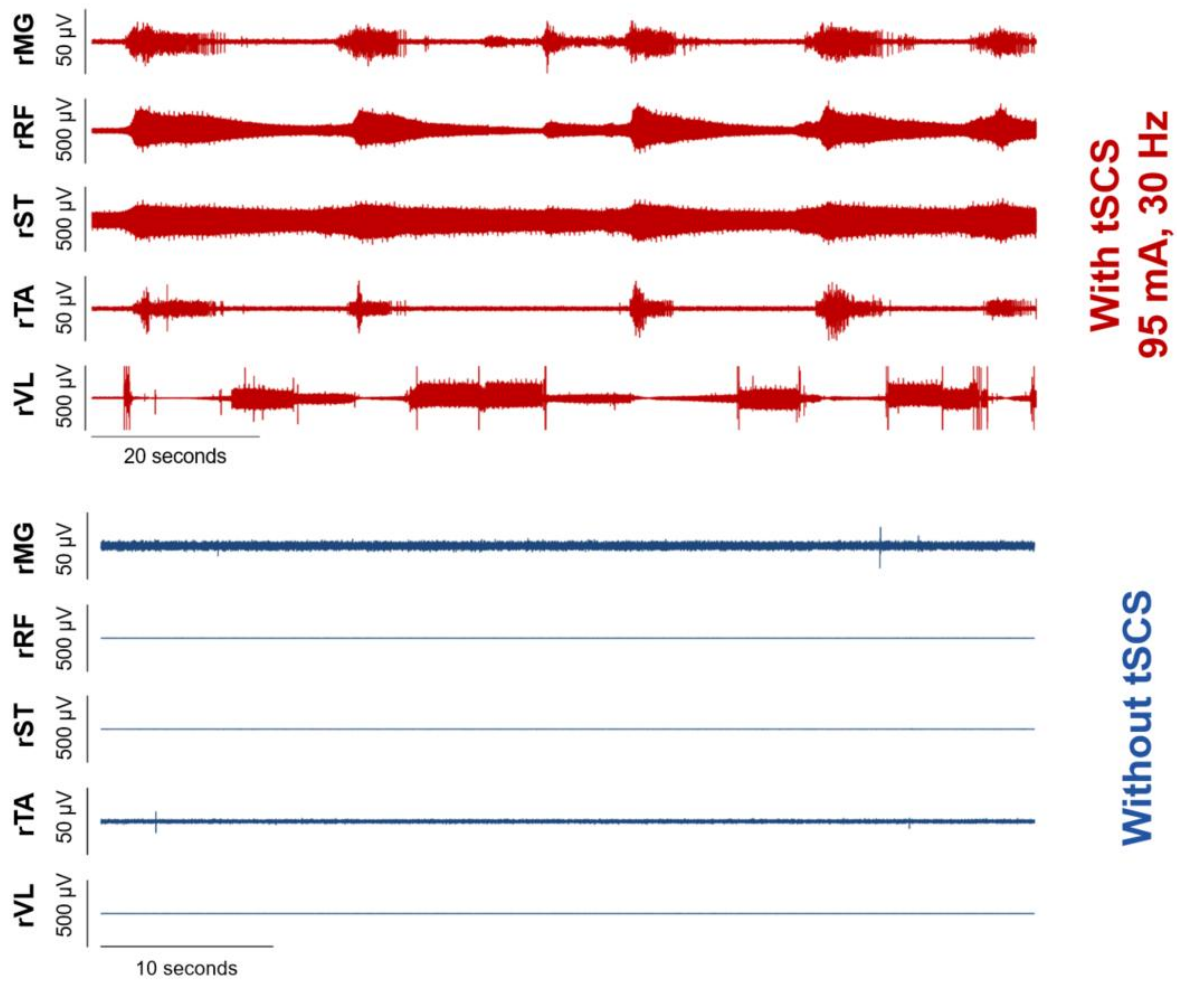 rMG
50 µV
rRF
500 µV
rST
500 µV
rTA
50 µV
rVL
500 µV
20 seconds
With tSCS
95 mA, 30 Hz
rMG
50 µV
rRF
500 µV
rST
500 µV
rTA
50 µV
rVL
500 µV
10 seconds
Without tSCS